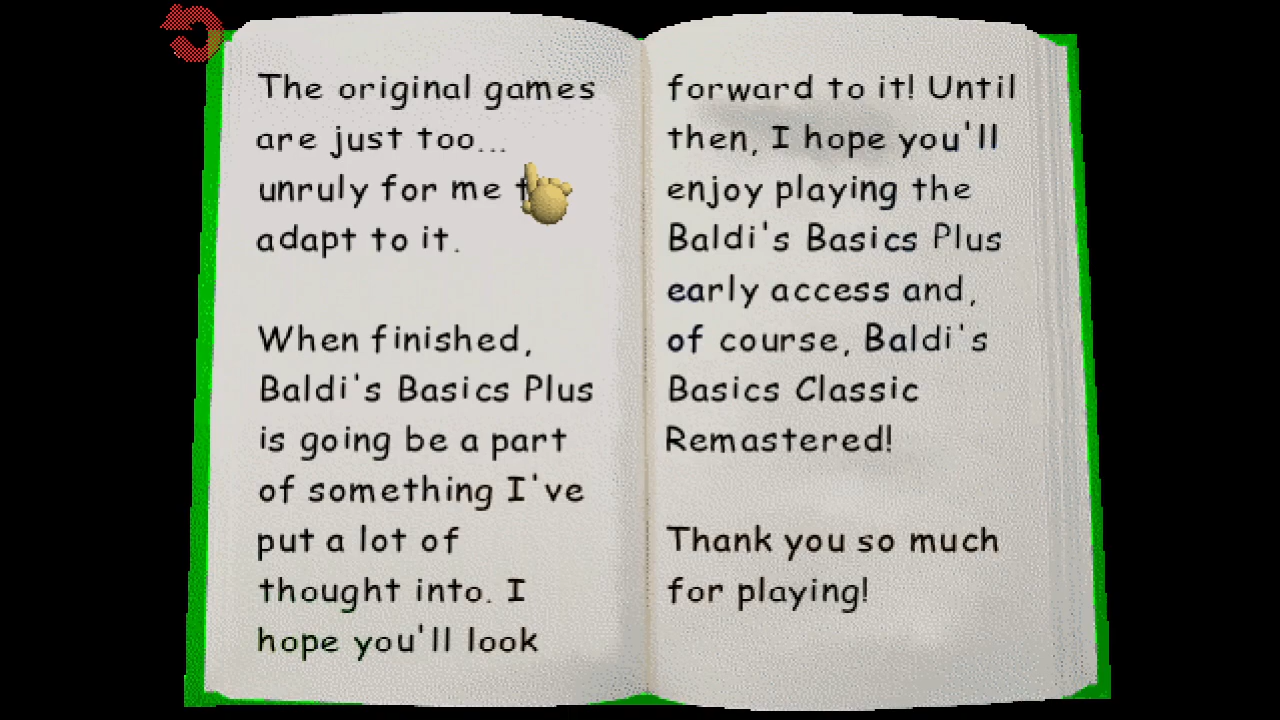 The original games
are just too...
unruly for me
adapt to it.
When finished,
Baldi's Basics Plus
is going be a part
of something I've
put a lot of
thought into. I
hope you'll look
forward to it! Until
then, I hope you'll
enjoy playing the
Baldi's Basics Plus
early access and,
of course, Baldi's
Basics Classic
Remastered!
Thank you so much
for playing!